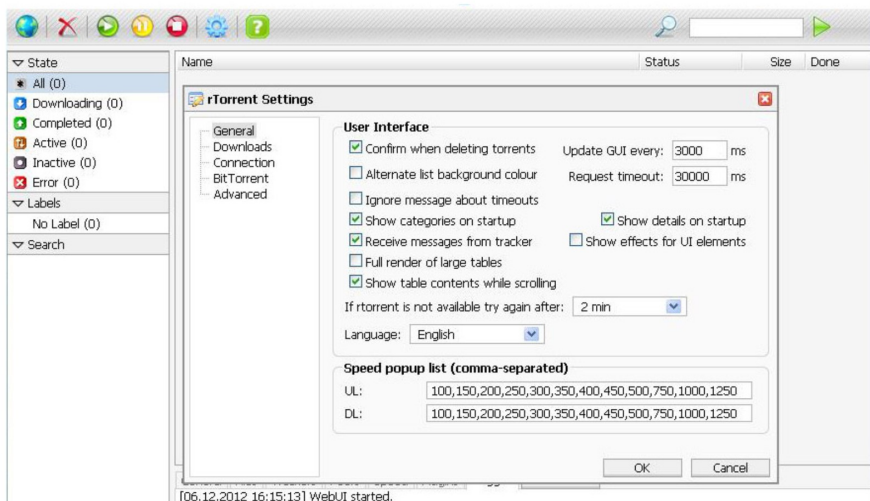 State
Name Status Size Done
All (0)
Downloading (0)
Completed (0)
Active (0)
Inactive (0)
Error (0)
Labels
No Label (0)
Search
rTorrent Settings
General
Downloads
Connection
BitTorrent
Advanced
User Interface
Confirm when deleting torrents Update GUI every: 3000 ms
Alternate list background colour Request timeout: 30000 ms
Ignore message about timeouts
Show categories on startup Show details on startup
Receive messages from tracker Show effects for UI elements
Full render of large tables
Show table contents while scrolling
If rtorrent is not available try again after: 2 min
Language: English
Speed popup list (comma-separated)
UL: 100,150,200,250,300,350,400,450,500,750,1000,1250
DL: 100,150,200,250,300,350,400,450,500,750,1000,1250
OK Cancel
[06.12.2012 16:15:13] WebUI started.